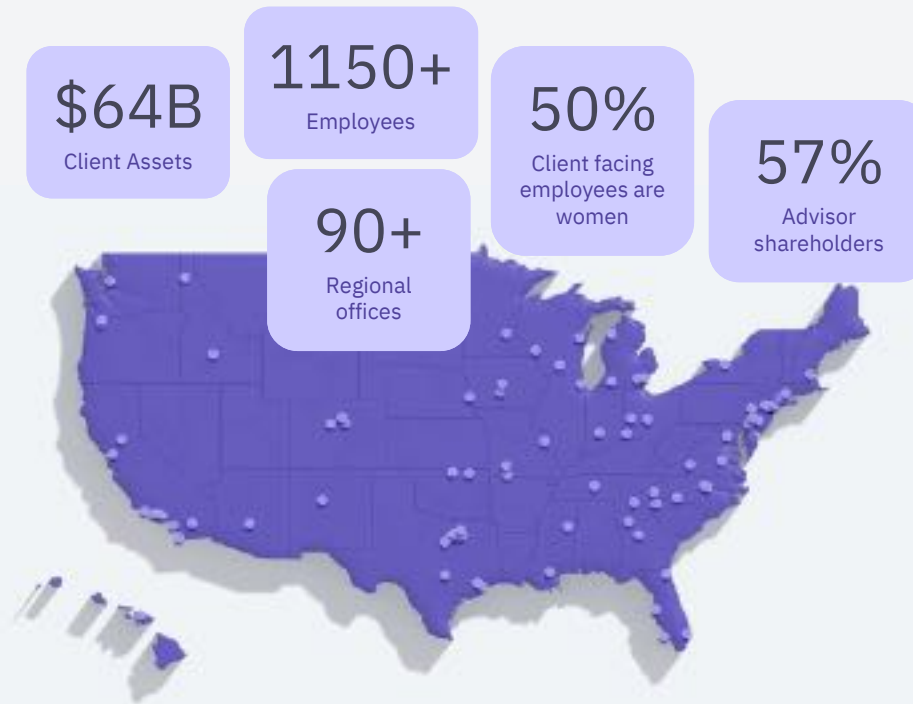 $64B
Client Assets
1150+
Employees
50%
Client facing
employees are
women
57%
Advisor
shareholders
90+
Regional
offices